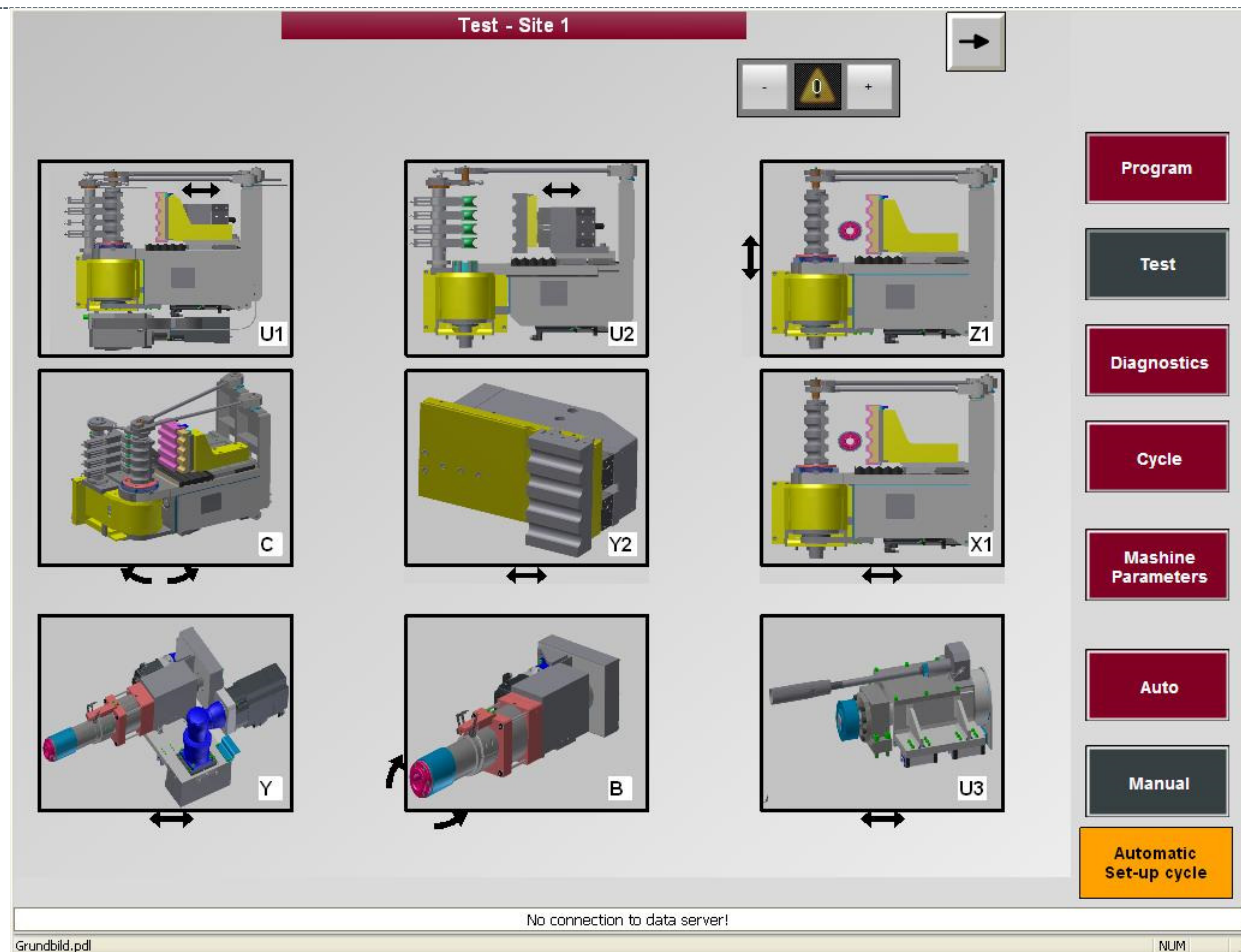 Test - Site 1
-
0
+
U1
U2
Z1
C
Y2
X1
Y
B
U3
Program
Test
Diagnostics
Cycle
Mashine
Parameters
Auto
Manual
Automatic
Set-up cycle
No connection to data server!
Grundbild.pdl
NUM